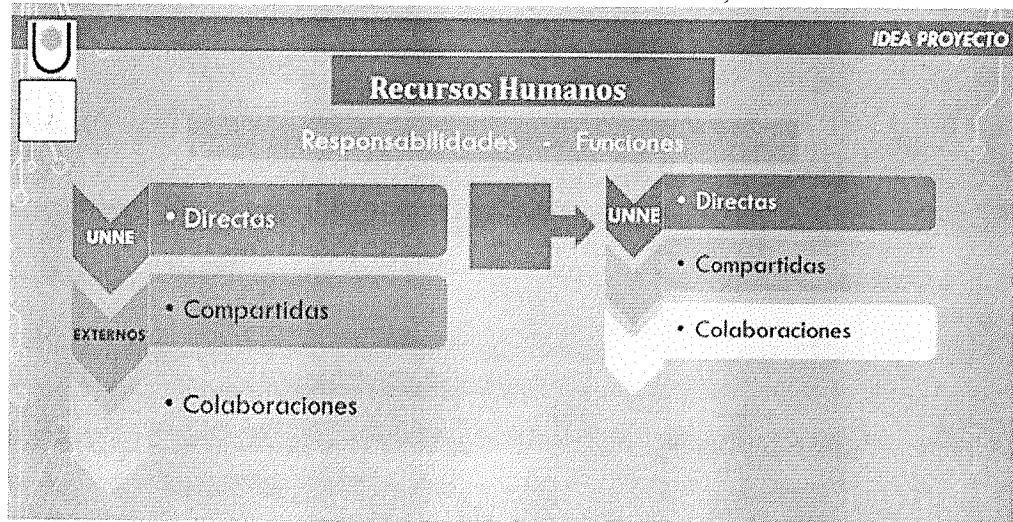 IDEA PROYECTO
Recursos Humanos
Responsabilidades - Funciones
UNNE
• Directas
EXTERNOS
• Compartidas
• Colaboraciones
UNNE
• Directas
• Compartidas
• Colaboraciones